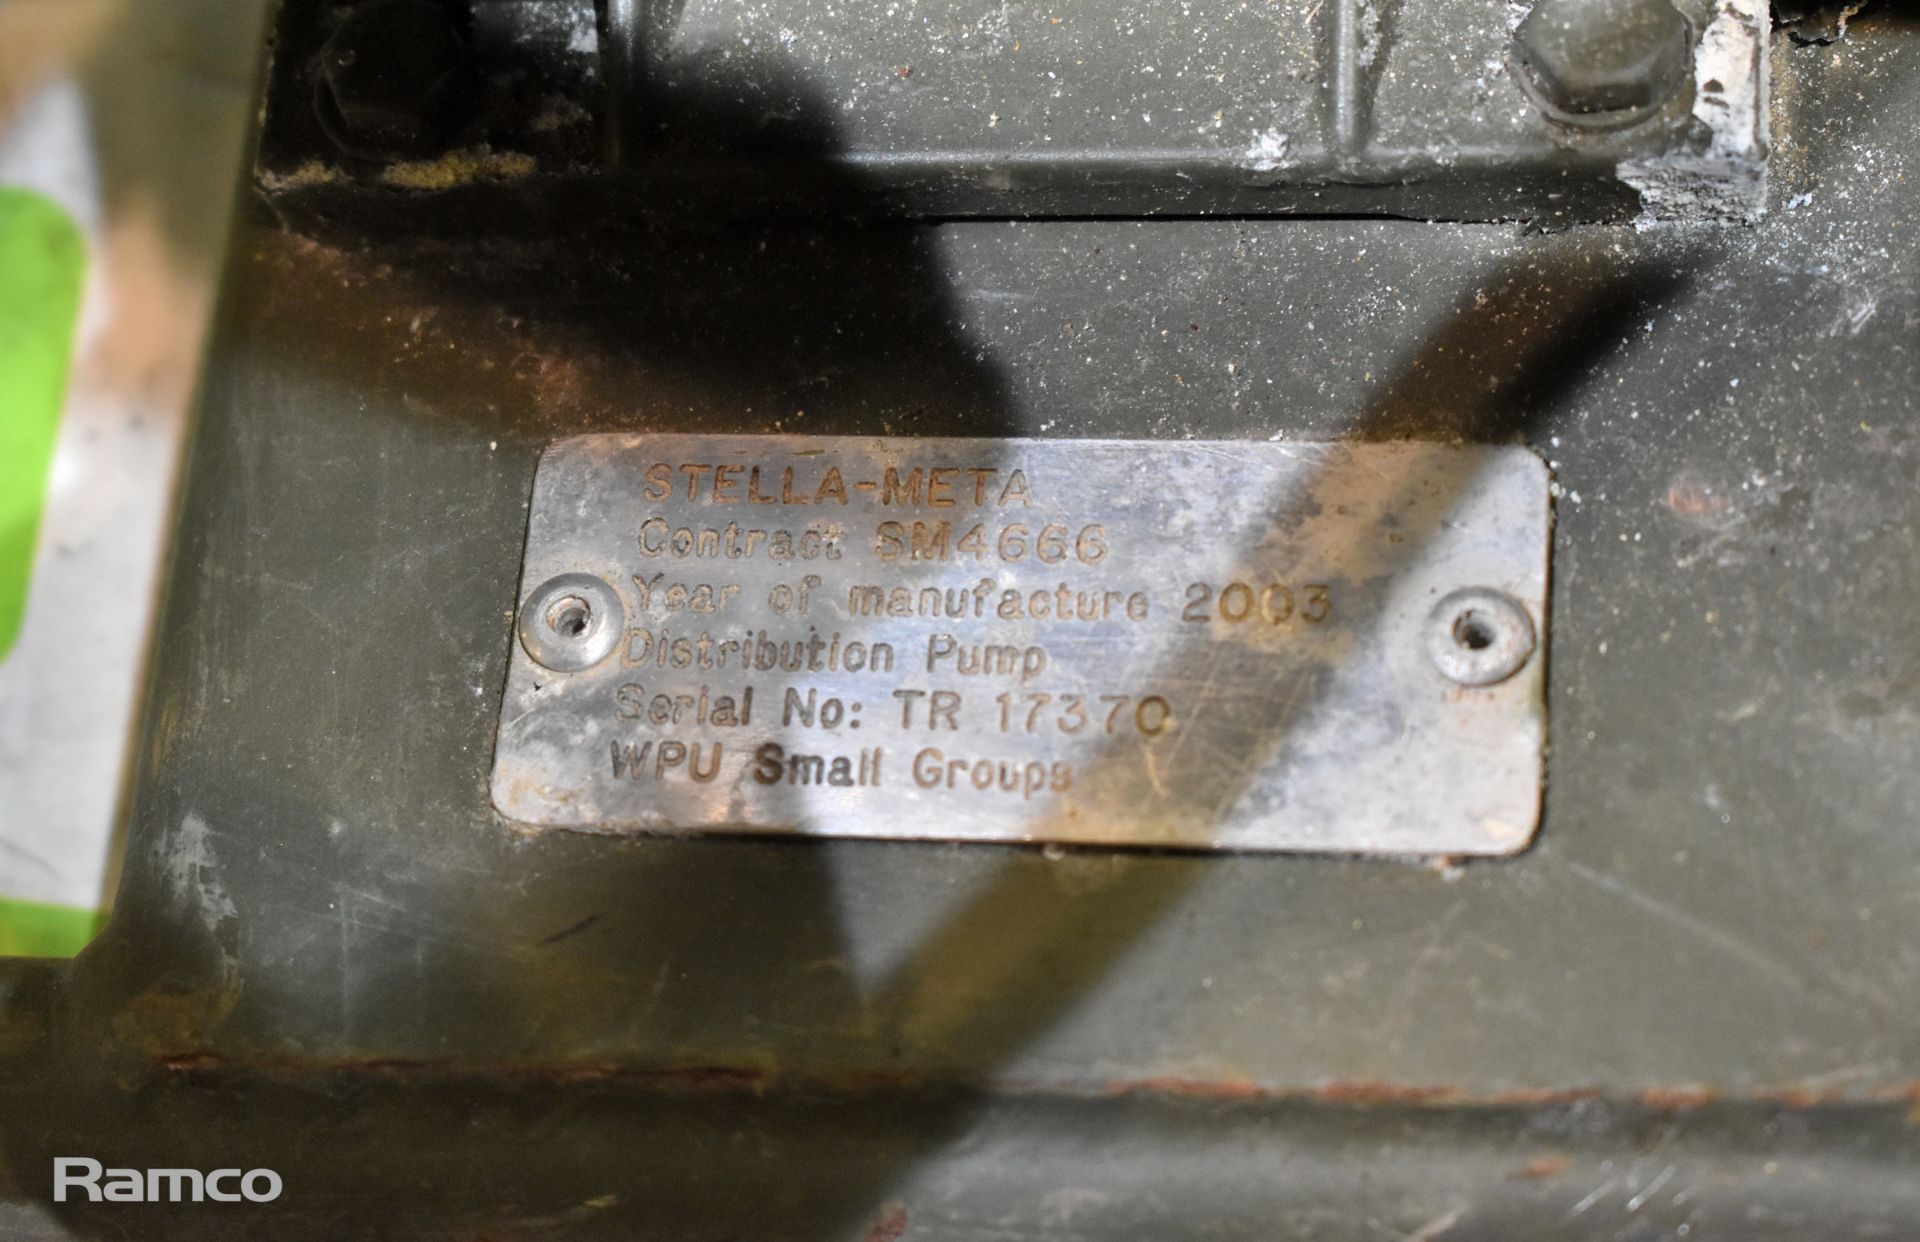 STELLA-META
Contract SM4666
Year of manufacture 2003
Distribution Pump
Serial No: TR 17370
WPU Small Groups
Ramco